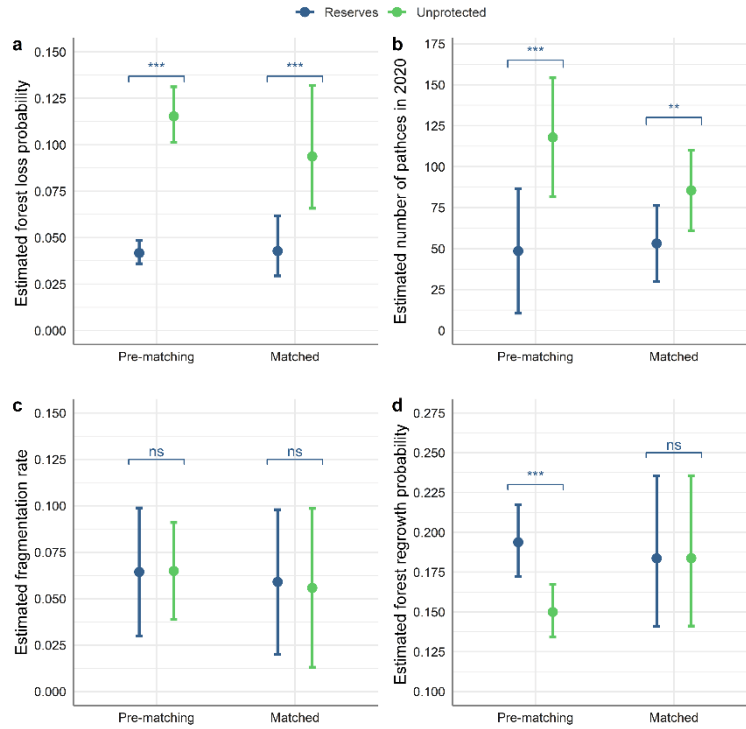 Reserves Unprotected
a
Estimated forest loss probability
0.150
0.125
0.100
0.075
0.050
0.025
0.000
***
***
Pre-matching Matched
b
Estimated number of pathces in 2020
175
150
125
100
75
50
25
0
***
**
Pre-matching Matched
c
Estimated fragmentation rate
0.150
0.125
0.100
0.075
0.050
0.025
0.000
ns
ns
Pre-matching Matched
d
Estimated forest regrowth probability
0.275
0.250
0.225
0.200
0.175
0.150
0.125
0.100
***
ns
Pre-matching Matched